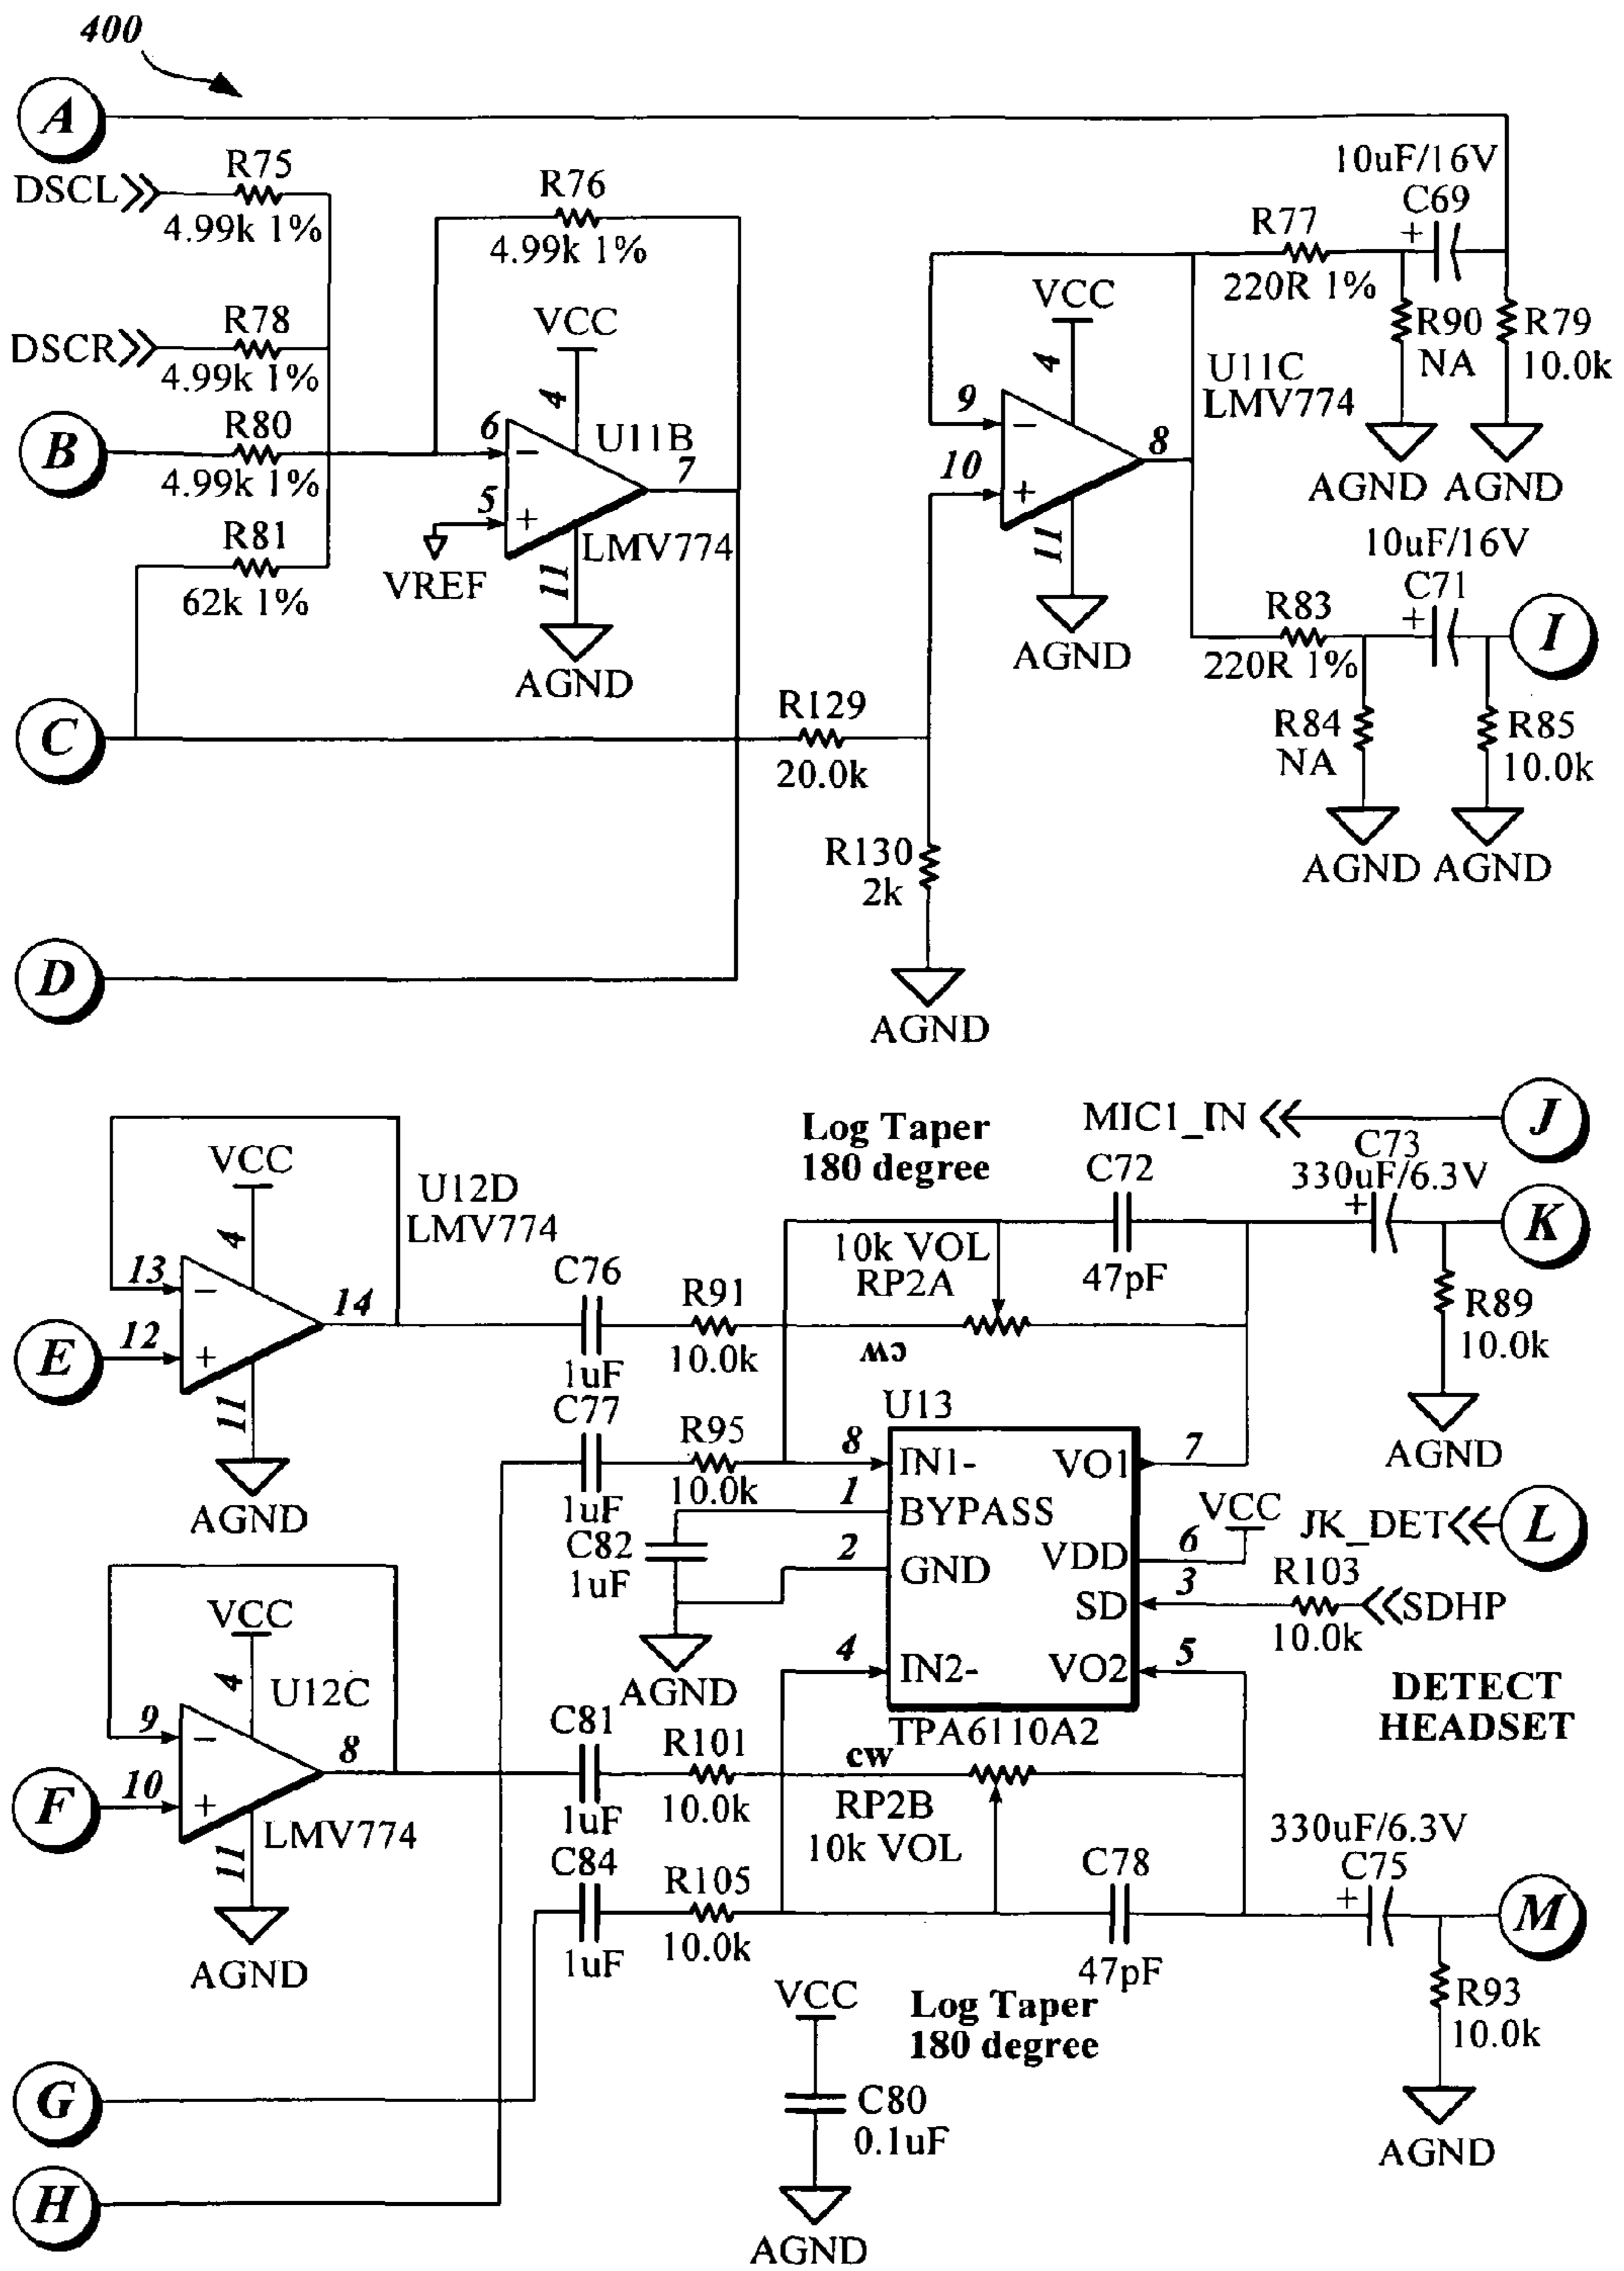 400
A
DSCL
R75
4.99k 1%
R76
4.99k 1%
10uF/16V
C69
+
R77
220R 1%
DSCR
R78
4.99k 1%
VCC
4
VCC
4
R90
NA
R79
10.0k
U11C
LMV774
B
R80
4.99k 1%
6
−
U11B
7
5
+
LMV774
VREF
11
AGND
9
−
8
10
+
11
AGND
AGND
AGND
R81
62k 1%
10uF/16V
C71
+
R83
220R 1%
I
C
R129
20.0k
R84
NA
R85
10.0k
AGND
AGND
R130
2k
AGND
D
MIC1_IN
J
Log Taper
180 degree
C72
47pF
C73
330uF/6.3V
+
K
VCC
4
U12D
LMV774
13
−
14
E
12
+
11
AGND
C76
1uF
R91
10.0k
10k VOL
RP2A
cw
R89
10.0k
AGND
C77
1uF
R95
10.0k
U13
8
IN1-
VO1
7
1
BYPASS
VCC
JK_DET
L
C82
1uF
2
GND
VDD
6
3
SD
R103
10.0k
SDHP
AGND
4
IN2-
VO2
5
TPA6110A2
DETECT
HEADSET
VCC
4
U12C
9
−
8
F
10
+
LMV774
11
AGND
C81
1uF
R101
10.0k
cw
RP2B
10k VOL
C84
1uF
R105
10.0k
C78
47pF
330uF/6.3V
C75
+
M
Log Taper
180 degree
R93
10.0k
AGND
VCC
C80
0.1uF
AGND
G
H